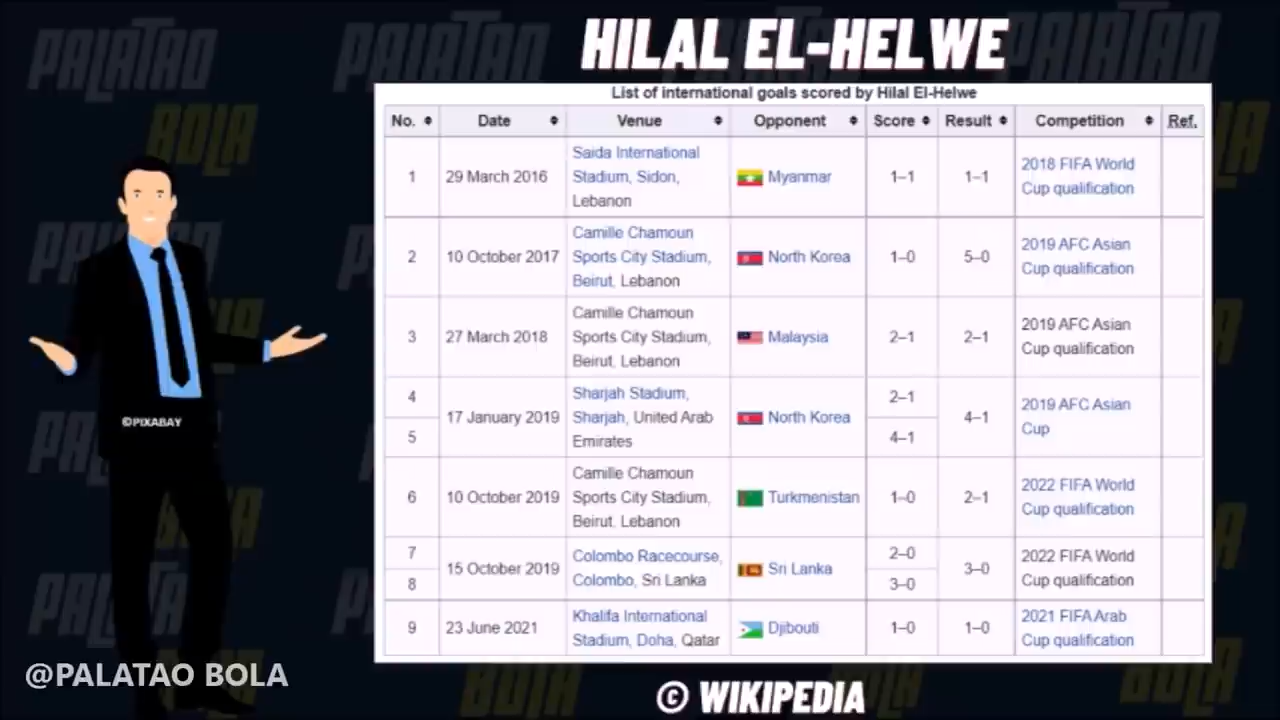 HILAL EL-HELWE
List of international goals scored by Hilal El-Helwe
No. Date Venue Opponent Score Result Competition Ref.
1 29 March 2016 Saida International Stadium, Sidon, Lebanon Myanmar 1–1 1–1 2018 FIFA World Cup qualification
2 10 October 2017 Camille Chamoun Sports City Stadium, Beirut, Lebanon North Korea 1–0 5–0 2019 AFC Asian Cup qualification
3 27 March 2018 Camille Chamoun Sports City Stadium, Beirut, Lebanon Malaysia 2–1 2–1 2019 AFC Asian Cup qualification
4 17 January 2019 Sharjah Stadium, Sharjah, United Arab Emirates North Korea 2–1 4–1 2019 AFC Asian Cup
5 4–1
6 10 October 2019 Camille Chamoun Sports City Stadium, Beirut, Lebanon Turkmenistan 1–0 2–1 2022 FIFA World Cup qualification
7 15 October 2019 Colombo Racecourse, Colombo, Sri Lanka Sri Lanka 2–0 3–0 2022 FIFA World Cup qualification
8 3–0
9 23 June 2021 Khalifa International Stadium, Doha, Qatar Djibouti 1–0 1–0 2021 FIFA Arab Cup qualification
©PIXABAY
@PALATAO BOLA
© WIKIPEDIA
PALATAO
BOLA